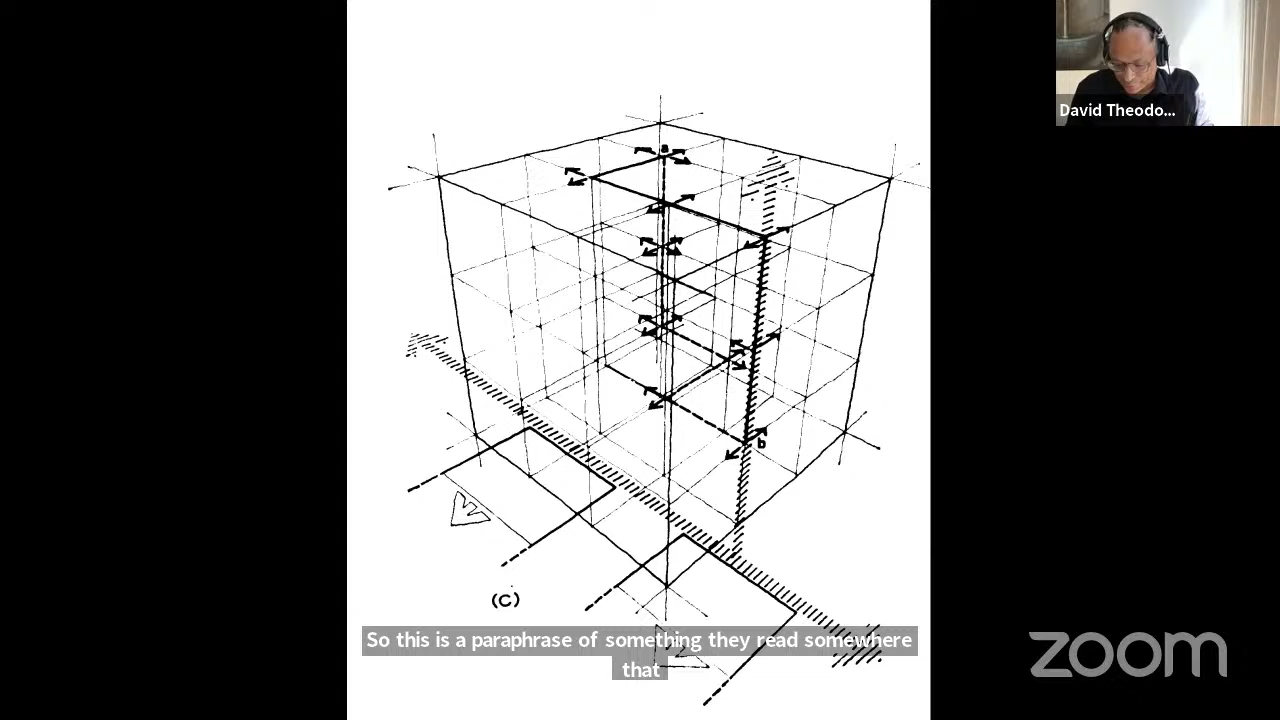 David Theodo...
a
b
(C)
So this is a paraphrase of something they read somewhere
that
zoom